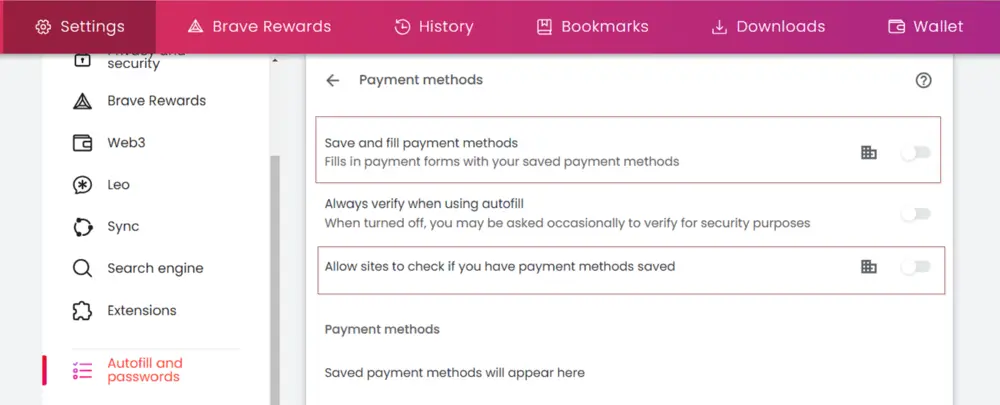 Settings
Brave Rewards
History
Bookmarks
Downloads
Wallet
Privacy and
security
Brave Rewards
Web3
Leo
Sync
Search engine
Extensions
Autofill and
passwords
Payment methods
Save and fill payment methods
Fills in payment forms with your saved payment methods
Always verify when using autofill
When turned off, you may be asked occasionally to verify for security purposes
Allow sites to check if you have payment methods saved
Payment methods
Saved payment methods will appear here